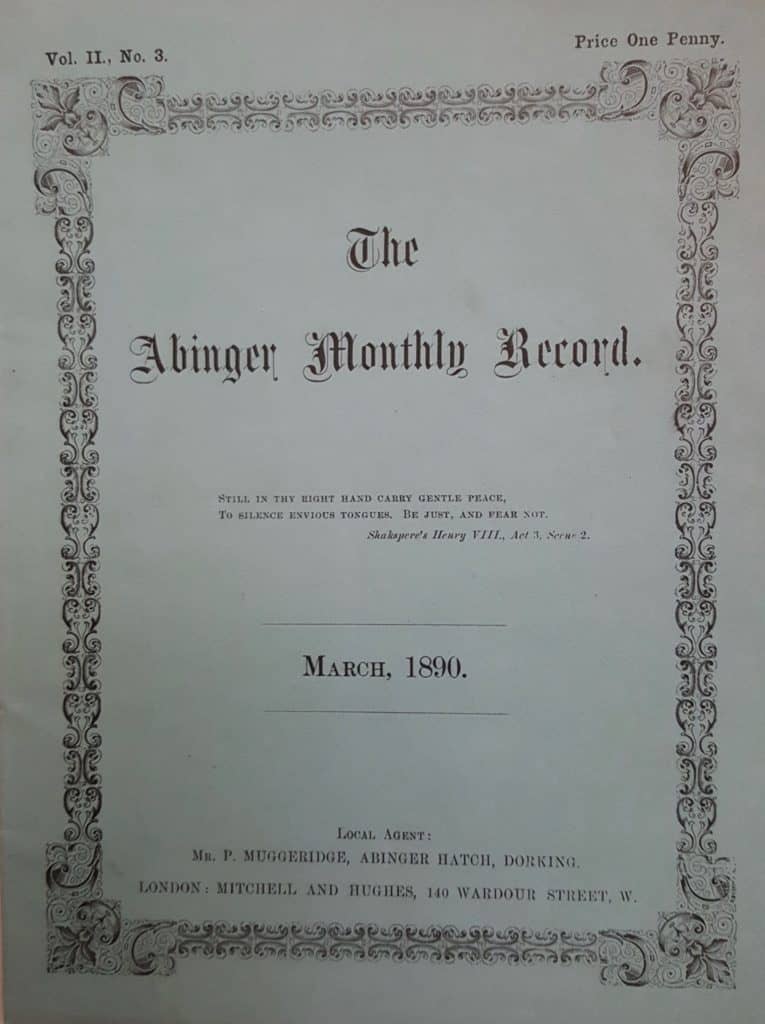 Vol. II., No. 3.
Price One Penny.
The
Abinger Monthly Record.
STILL IN THY RIGHT HAND CARRY GENTLE PEACE,
TO SILENCE ENVIOUS TONGUES. BE JUST, AND FEAR NOT.
Shakspere's Henry VIII., Act 3, Scene 2.
MARCH, 1890.
LOCAL AGENT:
MR. P. MUGGERIDGE, ABINGER HATCH, DORKING.
LONDON: MITCHELL AND HUGHES, 140 WARDOUR STREET, W.